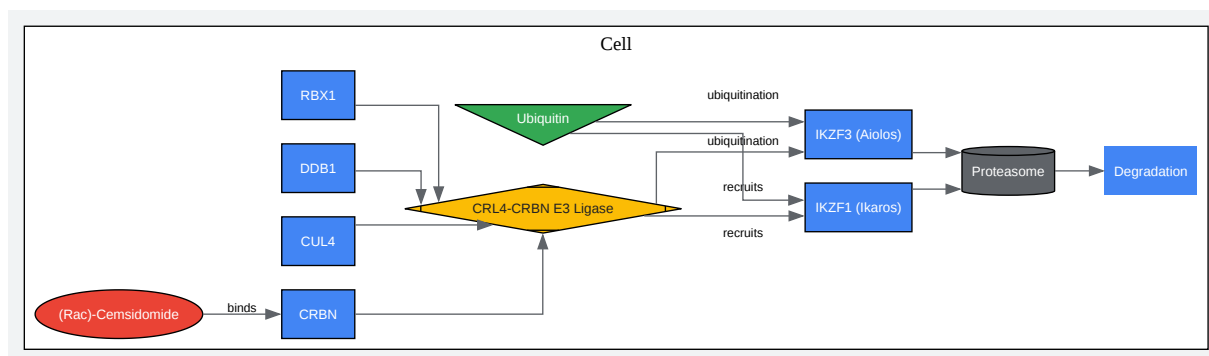 Cell
RBX1
Ubiquitin
ubiquitination
IKZF3 (Aiolos)
ubiquitination
DDB1
Proteasome
Degradation
CRL4-CRBN E3 Ligase
recruits
IKZF1 (Ikaros)
recruits
CUL4
(Rac)-Cemsidomide
binds
CRBN